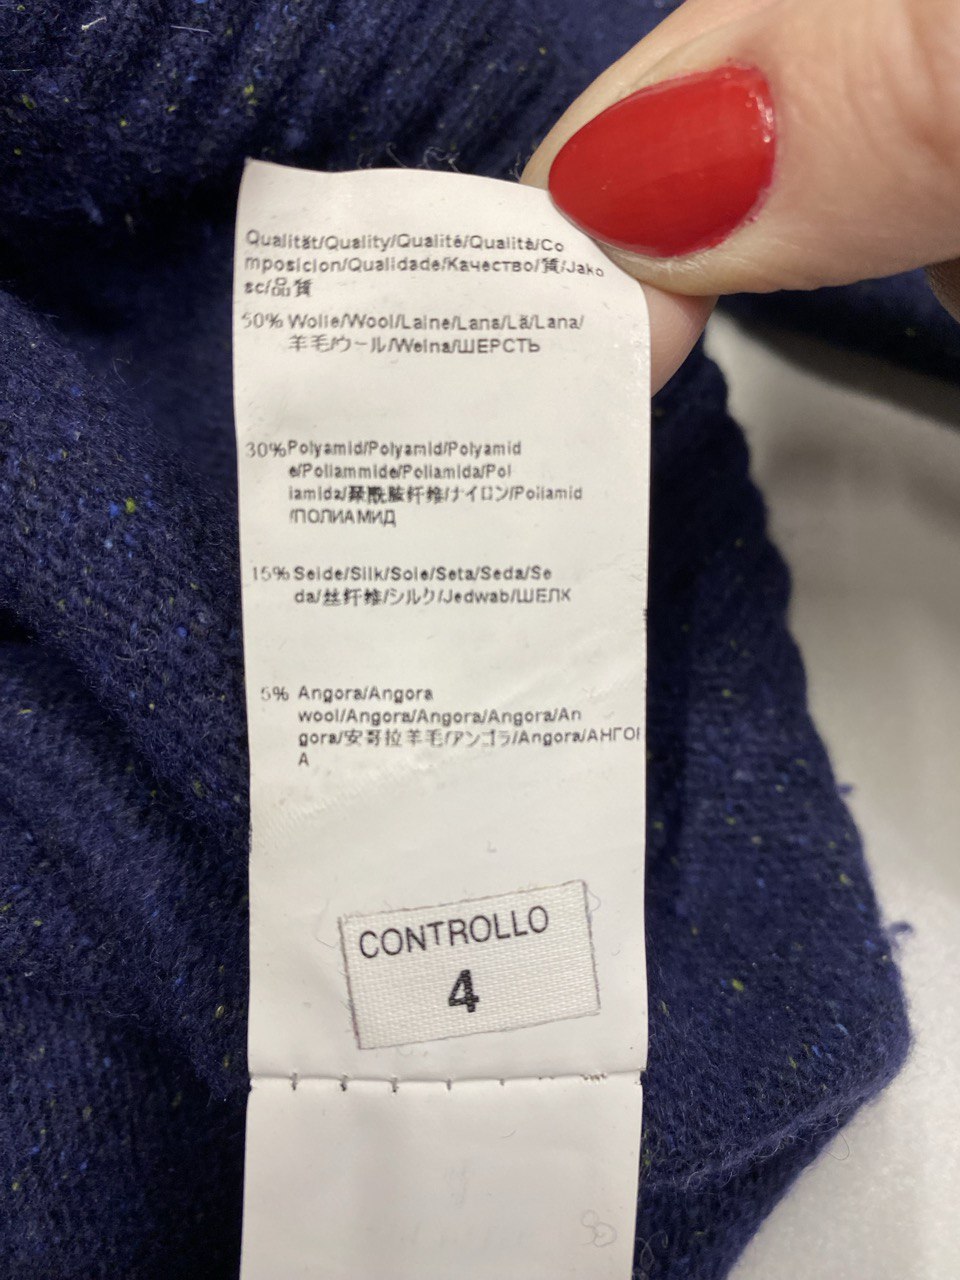 Qualität/Quality/Qualité/Qualità/Co
mposicion/Qualidade/Качество/質/Jako
sc/品質
50% Wolle/Wool/Laine/Lana/Lã/Lana/
羊毛/ウール/Wełna/ШЕРСТЬ
30% Polyamid/Polyamid/Polyamid
e/Poliammide/Poliamida/Pol
iamida/聚酰胺纤维/ナイロン/Poliamid
/ПОЛИАМИД
15% Seide/Silk/Soie/Seta/Seda/Se
da/丝纤维/シルク/Jedwab/ШЕЛК
5% Angora/Angora
wool/Angora/Angora/Angora/An
gora/安哥拉羊毛/アンゴラ/Angora/АНГОР
А
CONTROLLO
4